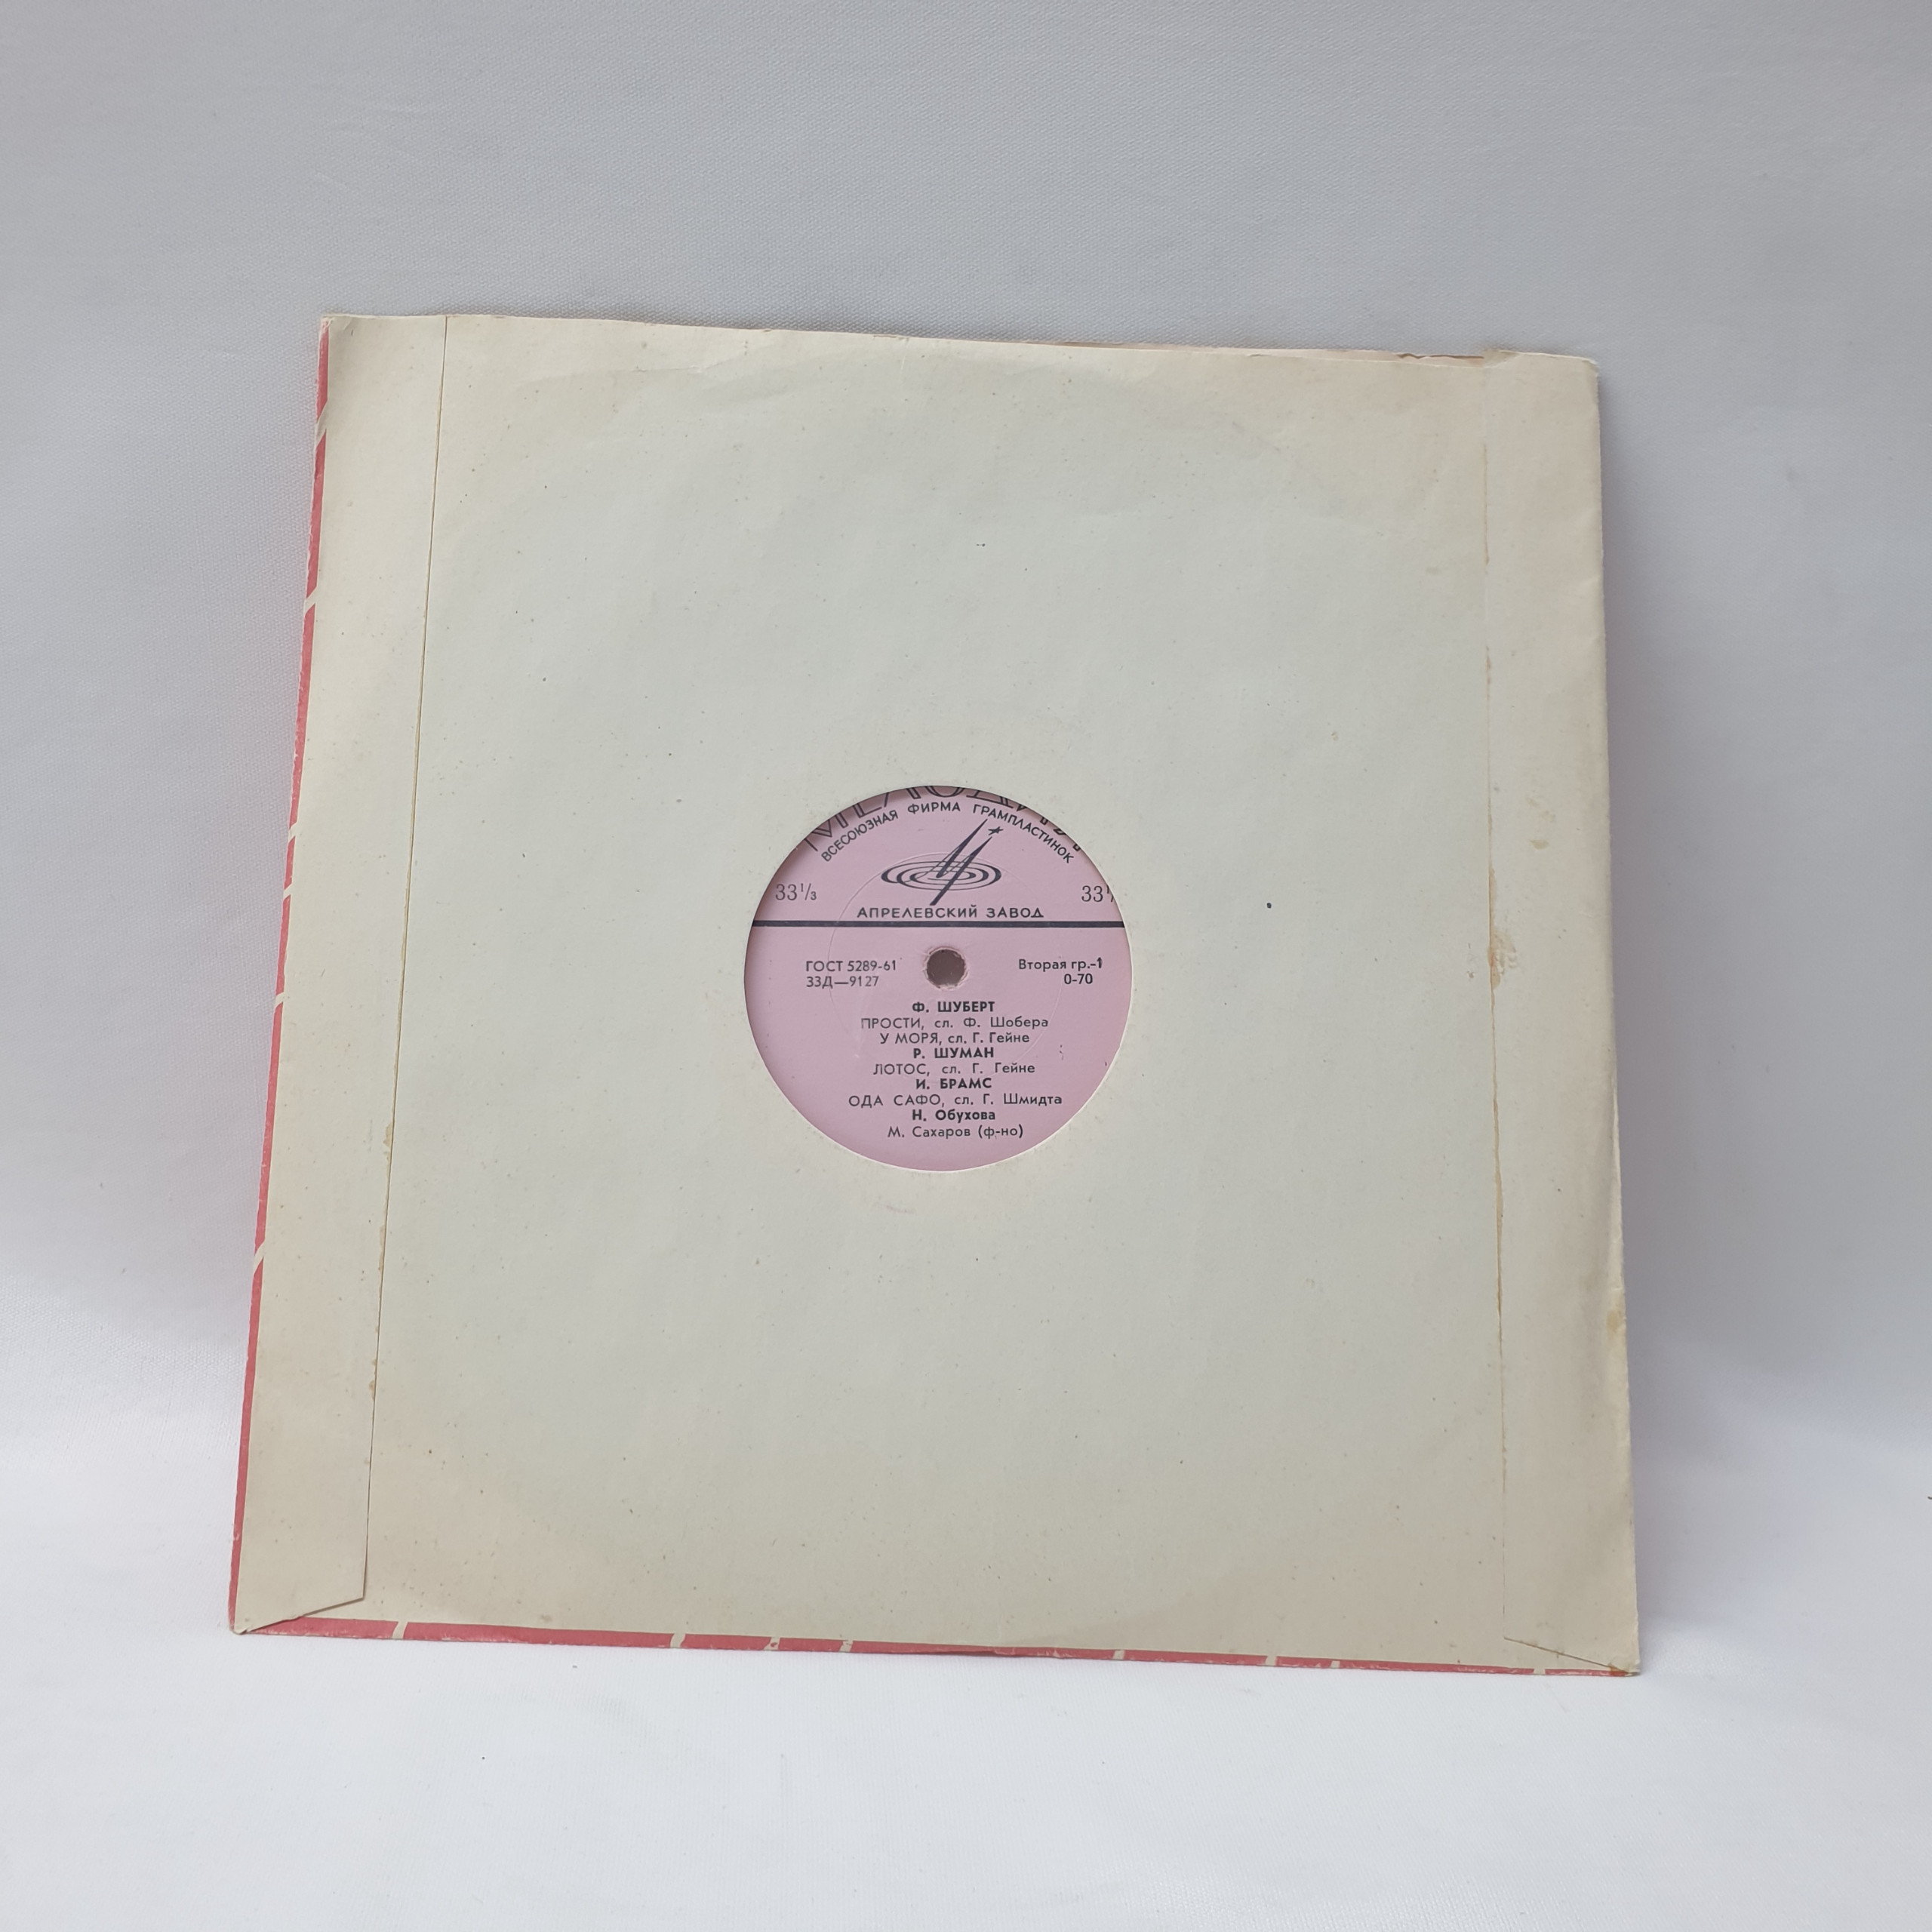 МЕЛОДИЯ
ВСЕСОЮЗНАЯ ФИРМА ГРАМПЛАСТИНОК
33⅓
АПРЕЛЕВСКИЙ ЗАВОД
ГОСТ 5289-61 Вторая гр.-1
33Д—9127 0-70
Ф. ШУБЕРТ
ПРОСТИ, сл. Ф. Шобера
У МОРЯ, сл. Г. Гейне
Р. ШУМАН
ЛОТОС, сл. Г. Гейне
И. БРАМС
ОДА САФО, сл. Г. Шмидта
Н. Обухова
М. Сахаров (ф-но)